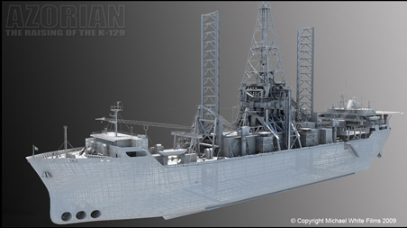 AZORIAN
THE RAISING OF THE K-129
© Copyright Michael White Films 2009